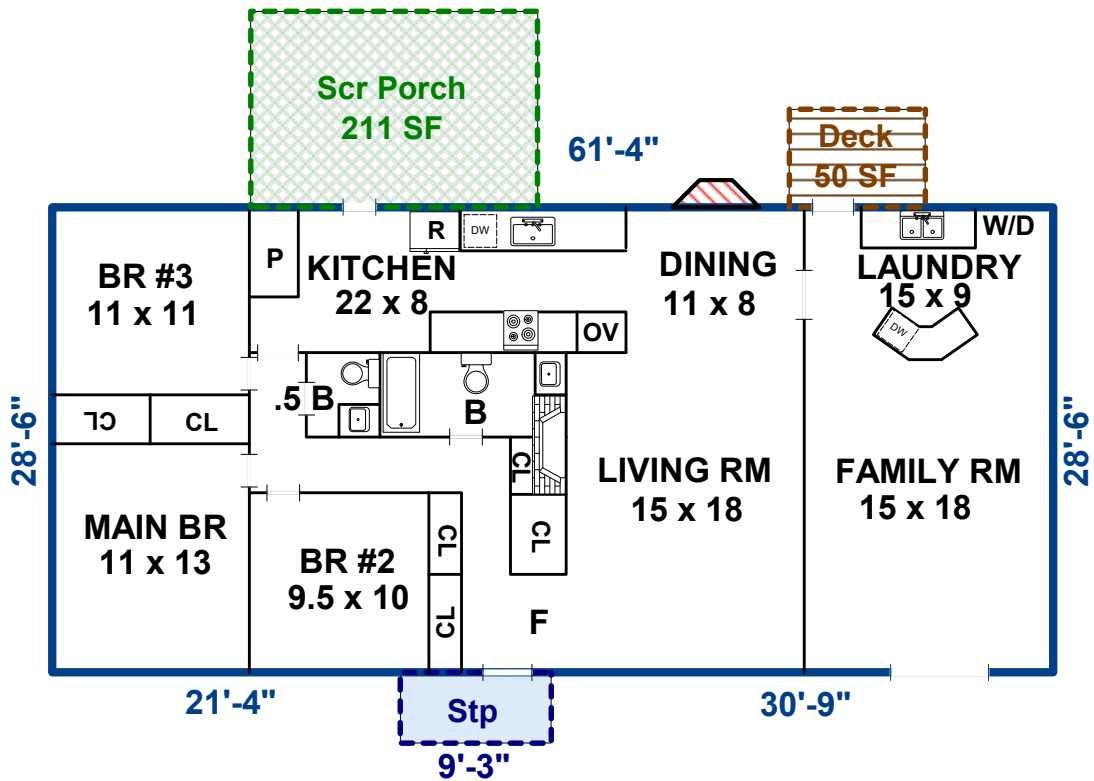 Scr Porch
211 SF
61'-4"
Deck
50 SF
BR #3
11 x 11
P
KITCHEN
22 x 8
R
DW
DINING
11 x 8
W/D
LAUNDRY
15 x 9
DW
OV
CL
CL
.5 B
B
28'-6"
28'-6"
CL
LIVING RM
15 x 18
FAMILY RM
15 x 18
MAIN BR
11 x 13
BR #2
9.5 x 10
CL
CL
CL
F
21'-4"
Stp
30'-9"
9'-3"